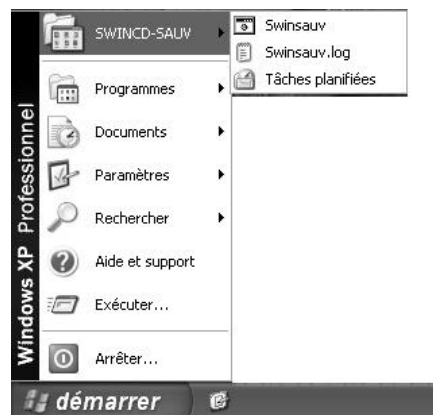 SWINCD-SAUV
Programmes
Documents
Paramètres
Rechercher
Aide et support
Exécuter...
Arrêter...
Swinsauv
Swinsauv.log
Tâches planifiées
Windows XP Professionnel
démarrer